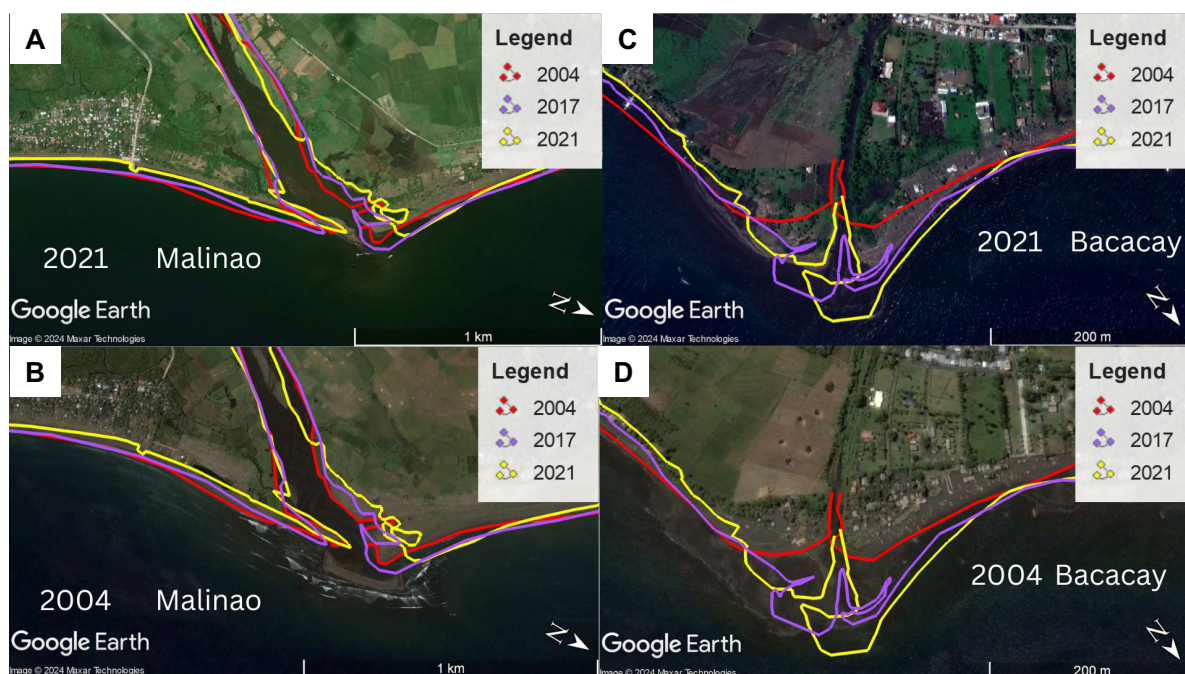 A
Legend
2004
2017
2021
2021 Malinao
Google Earth
N
Image © 2024 Maxar Technologies
1 km
C
Legend
2004
2017
2021
2021 Bacacay
Google Earth
N
Image © 2024 Maxar Technologies
200 m
B
Legend
2004
2017
2021
2004 Malinao
Google Earth
N
Image © 2024 Maxar Technologies
1 km
D
Legend
2004
2017
2021
2004 Bacacay
Google Earth
N
Image © 2024 Maxar Technologies
200 m